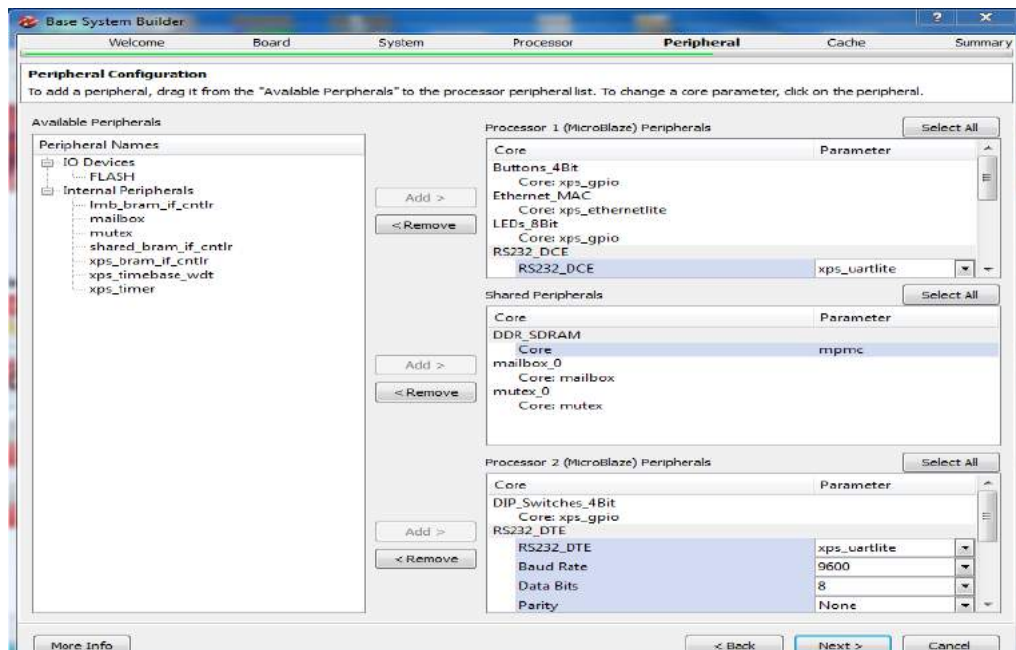 Base System Builder
Welcome Board System Processor Peripheral Cache Summary
Peripheral Configuration
To add a peripheral, drag it from the "Available Peripherals" to the processor peripheral list. To change a core parameter, click on the peripheral.
Available Peripherals
Peripheral Names
IO Devices
FLASH
Internal Peripherals
lmb_bram_if_cntlr
mailbox
mutex
shared_bram_if_cntlr
xps_bram_if_cntlr
xps_timebase_wdt
xps_timer
Add >
< Remove
Add >
< Remove
Add >
< Remove
Processor 1 (MicroBlaze) Peripherals
Select All
Core Parameter
Buttons_4Bit
Core: xps_gpio
Ethernet_MAC
Core: xps_ethernetlite
LEDs_8Bit
Core: xps_gpio
RS232_DCE
RS232_DCE xps_uartlite
Shared Peripherals
Select All
Core Parameter
DDR_SDRAM
Core mpmc
mailbox_0
Core: mailbox
mutex_0
Core: mutex
Processor 2 (MicroBlaze) Peripherals
Select All
Core Parameter
DIP_Switches_4Bit
Core: xps_gpio
RS232_DTE
RS232_DTE xps_uartlite
Baud Rate 9600
Data Bits 8
Parity None
More Info
< Back
Next >
Cancel